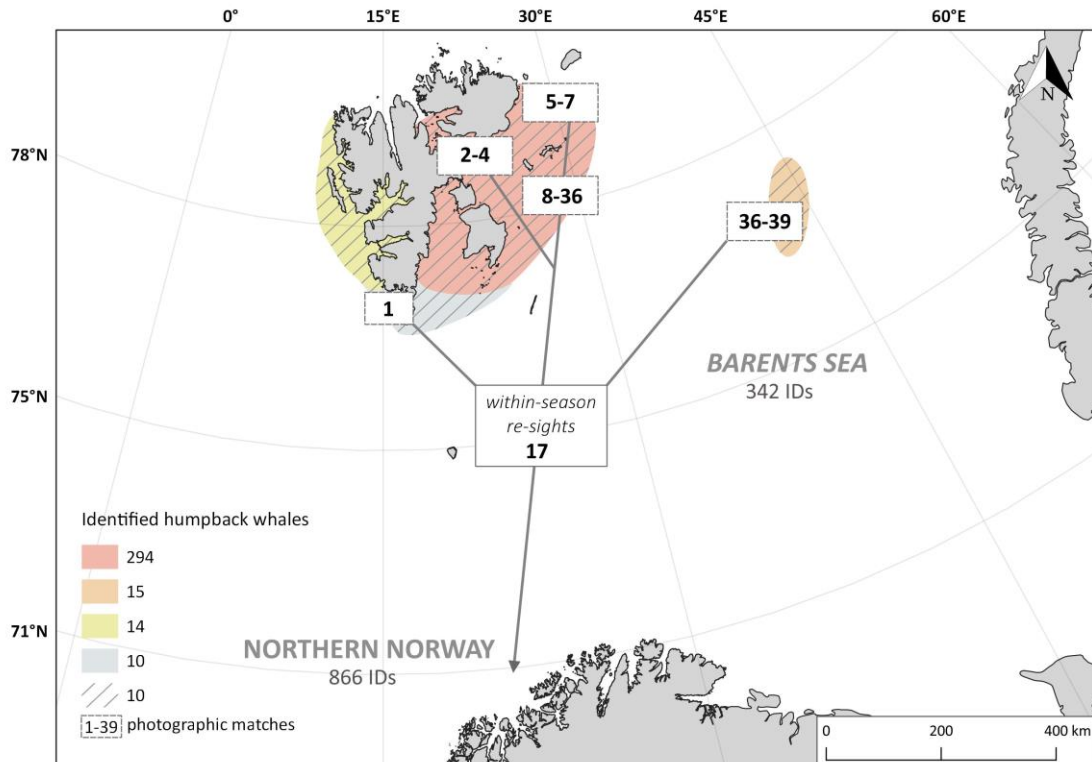 0°
15°E
30°E
45°E
60°E
78°N
75°N
71°N
N
5-7
2-4
8-36
36-39
1
BARENTS SEA
342 IDs
within-season
re-sights
17
NORTHERN NORWAY
866 IDs
Identified humpback whales
294
15
14
10
10
1-39 photographic matches
0 200 400 km